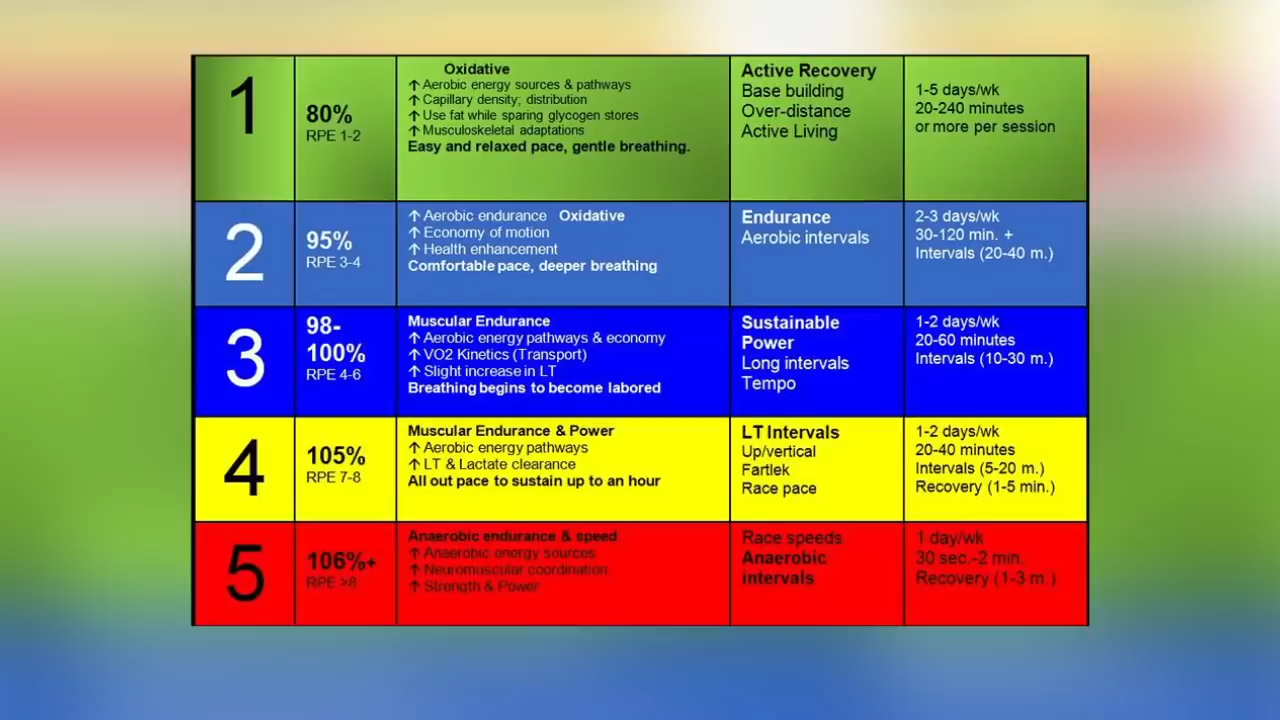 1
80%
RPE 1-2
Oxidative
↑ Aerobic energy sources & pathways
↑ Capillary density; distribution
↑ Use fat while sparing glycogen stores
↑ Musculoskeletal adaptations
Easy and relaxed pace, gentle breathing.
Active Recovery
Base building
Over-distance
Active Living
1-5 days/wk
20-240 minutes
or more per session
2
95%
RPE 3-4
↑ Aerobic endurance Oxidative
↑ Economy of motion
↑ Health enhancement
Comfortable pace, deeper breathing
Endurance
Aerobic intervals
2-3 days/wk
30-120 min. +
Intervals (20-40 m.)
3
98-
100%
RPE 4-6
Muscular Endurance
↑ Aerobic energy pathways & economy
↑ VO2 Kinetics (Transport)
↑ Slight increase in LT
Breathing begins to become labored
Sustainable
Power
Long intervals
Tempo
1-2 days/wk
20-60 minutes
Intervals (10-30 m.)
4
105%
RPE 7-8
Muscular Endurance & Power
↑ Aerobic energy pathways
↑ LT & Lactate clearance
All out pace to sustain up to an hour
LT Intervals
Up/vertical
Fartlek
Race pace
1-2 days/wk
20-40 minutes
Intervals (5-20 m.)
Recovery (1-5 min.)
5
106%+
RPE >8
Anaerobic endurance & speed
↑ Anaerobic energy sources
↑ Neuromuscular coordination
↑ Strength & Power
Race speeds
Anaerobic
intervals
1 day/wk
30 sec.-2 min.
Recovery (1-3 m.)